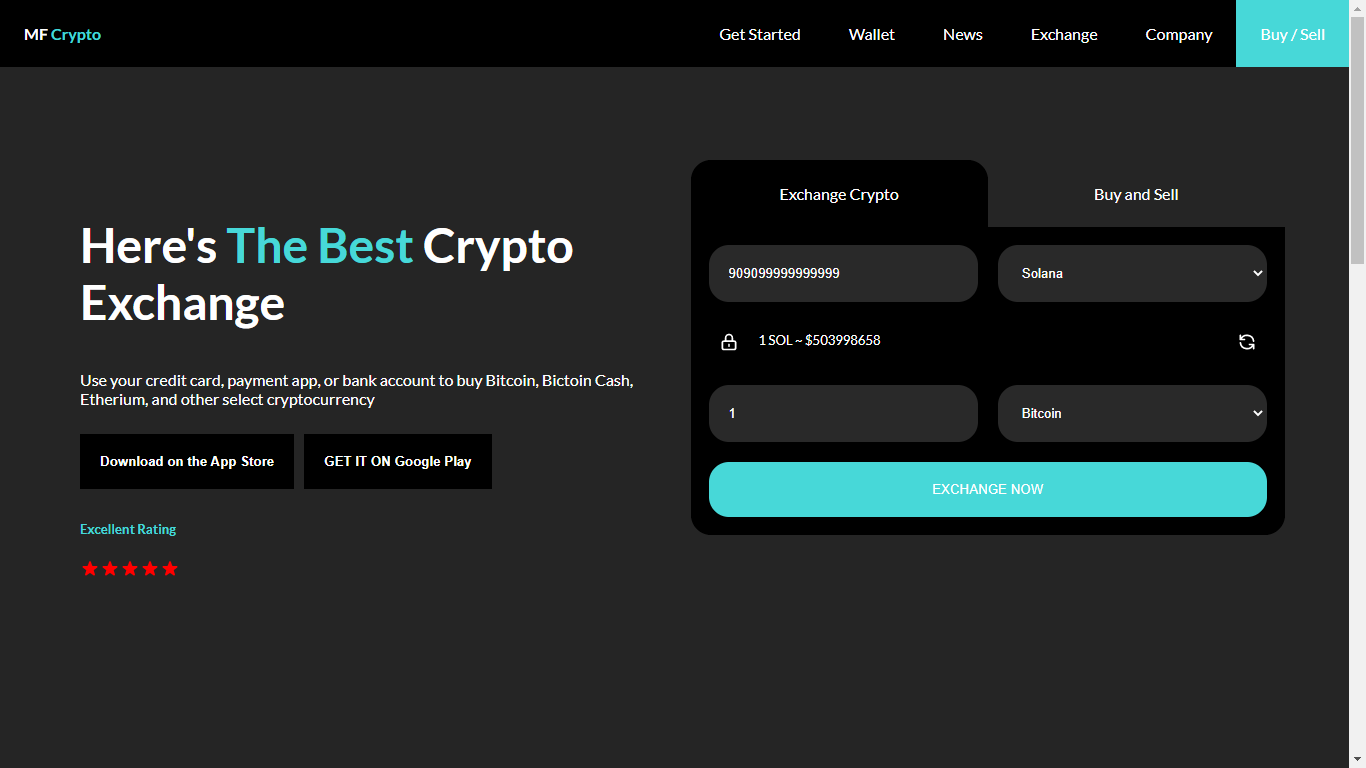 MF Crypto
Get Started
Wallet
News
Exchange
Company
Buy / Sell
Here's The Best Crypto
Exchange
Use your credit card, payment app, or bank account to buy Bitcoin, Bictoin Cash,
Etherium, and other select cryptocurrency
Download on the App Store
GET IT ON Google Play
Excellent Rating
Exchange Crypto
Buy and Sell
909099999999999
Solana
1 SOL ~ $503998658
1
Bitcoin
EXCHANGE NOW